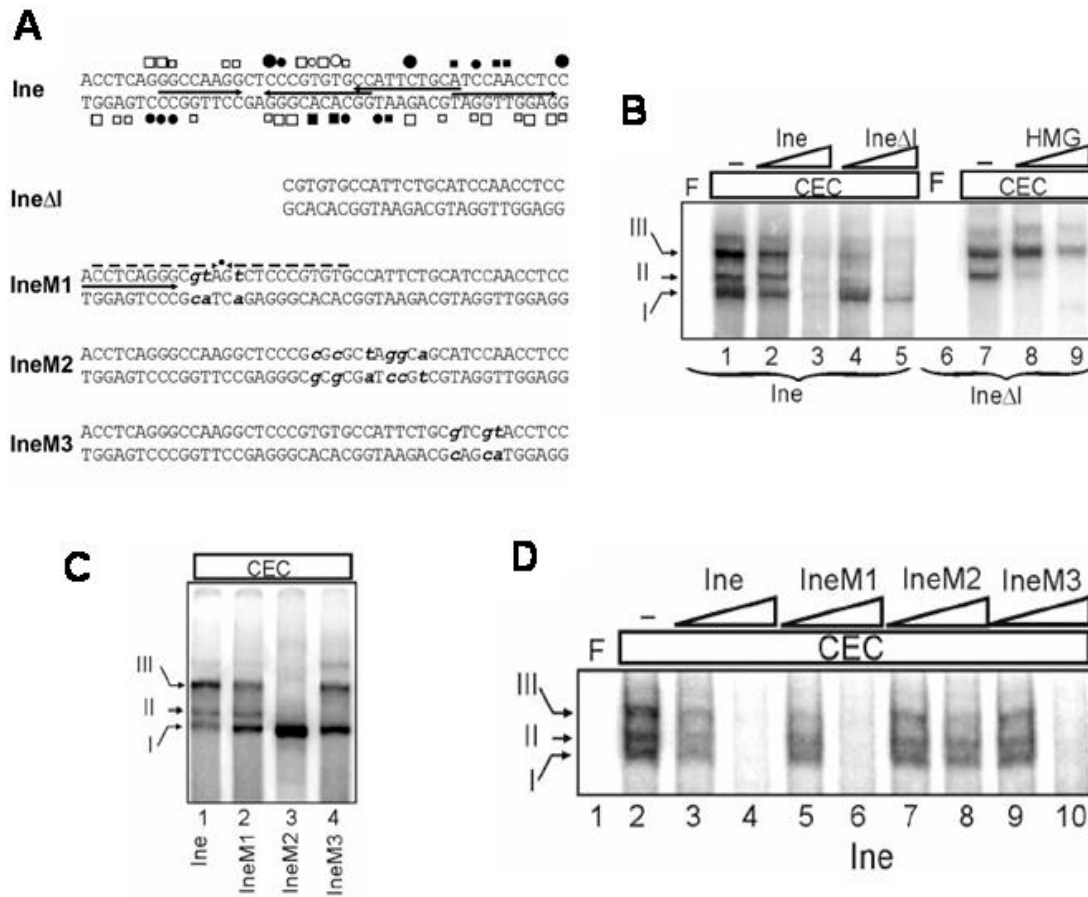 A
Ine
ACCTCAGGGCCAAGGCTCCCGTGTGCCATTCTGCATCCAACCTCC
TGGAGTCCCGGTTCCGAGGGCACACGGTAAGACGTAGGTTGGAGG
IneΔI
CGTGTGCCATTCTGCATCCAACCTCC
GCACACGGTAAGACGTAGGTTGGAGG
IneM1
ACCTCAGGGCgtAGtCTCCCGTGTGCCATTCTGCATCCAACCTCC
TGGAGTCCCGcaTCaGAGGGCACACGGTAAGACGTAGGTTGGAGG
IneM2
ACCTCAGGGCCAAGGCTCCCGcGcGCtAggCaGCATCCAACCTCC
TGGAGTCCCGGTTCCGAGGGCgCgCGaTccGtCGTAGGTTGGAGG
IneM3
ACCTCAGGGCCAAGGCTCCCGTGTGCCATTCTGCgTCgtACCTCC
TGGAGTCCCGGTTCCGAGGGCACACGGTAAGACGcAGcaTGGAGG
B
– Ine IneΔI – HMG
F CEC F CEC
III
II
I
1 2 3 4 5 6 7 8 9
Ine IneΔI
C
CEC
III
II
I
1 2 3 4
Ine IneM1 IneM2 IneM3
D
Ine IneM1 IneM2 IneM3
–
F CEC
III
II
I
1 2 3 4 5 6 7 8 9 10
Ine